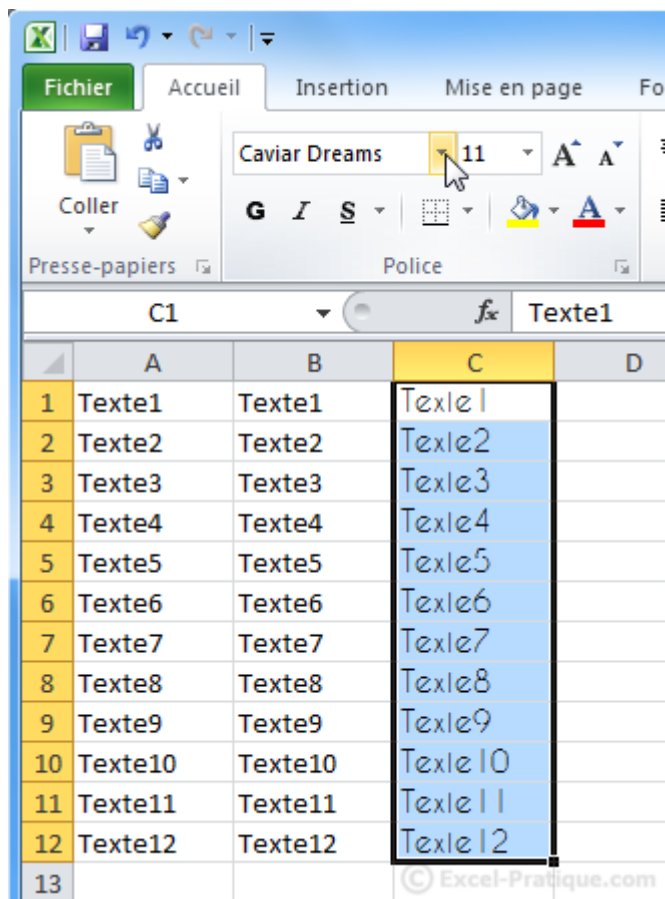 Fichier Accueil Insertion Mise en page Fo
Caviar Dreams 11 A A
Coller G I S A
Presse-papiers Police
C1 fx Texte1
A B C D
1 Texte1 Texte1 Texte1
2 Texte2 Texte2 Texte2
3 Texte3 Texte3 Texte3
4 Texte4 Texte4 Texte4
5 Texte5 Texte5 Texte5
6 Texte6 Texte6 Texte6
7 Texte7 Texte7 Texte7
8 Texte8 Texte8 Texte8
9 Texte9 Texte9 Texte9
10 Texte10 Texte10 Texte10
11 Texte11 Texte11 Texte11
12 Texte12 Texte12 Texte12
13
© Excel-Pratique.com